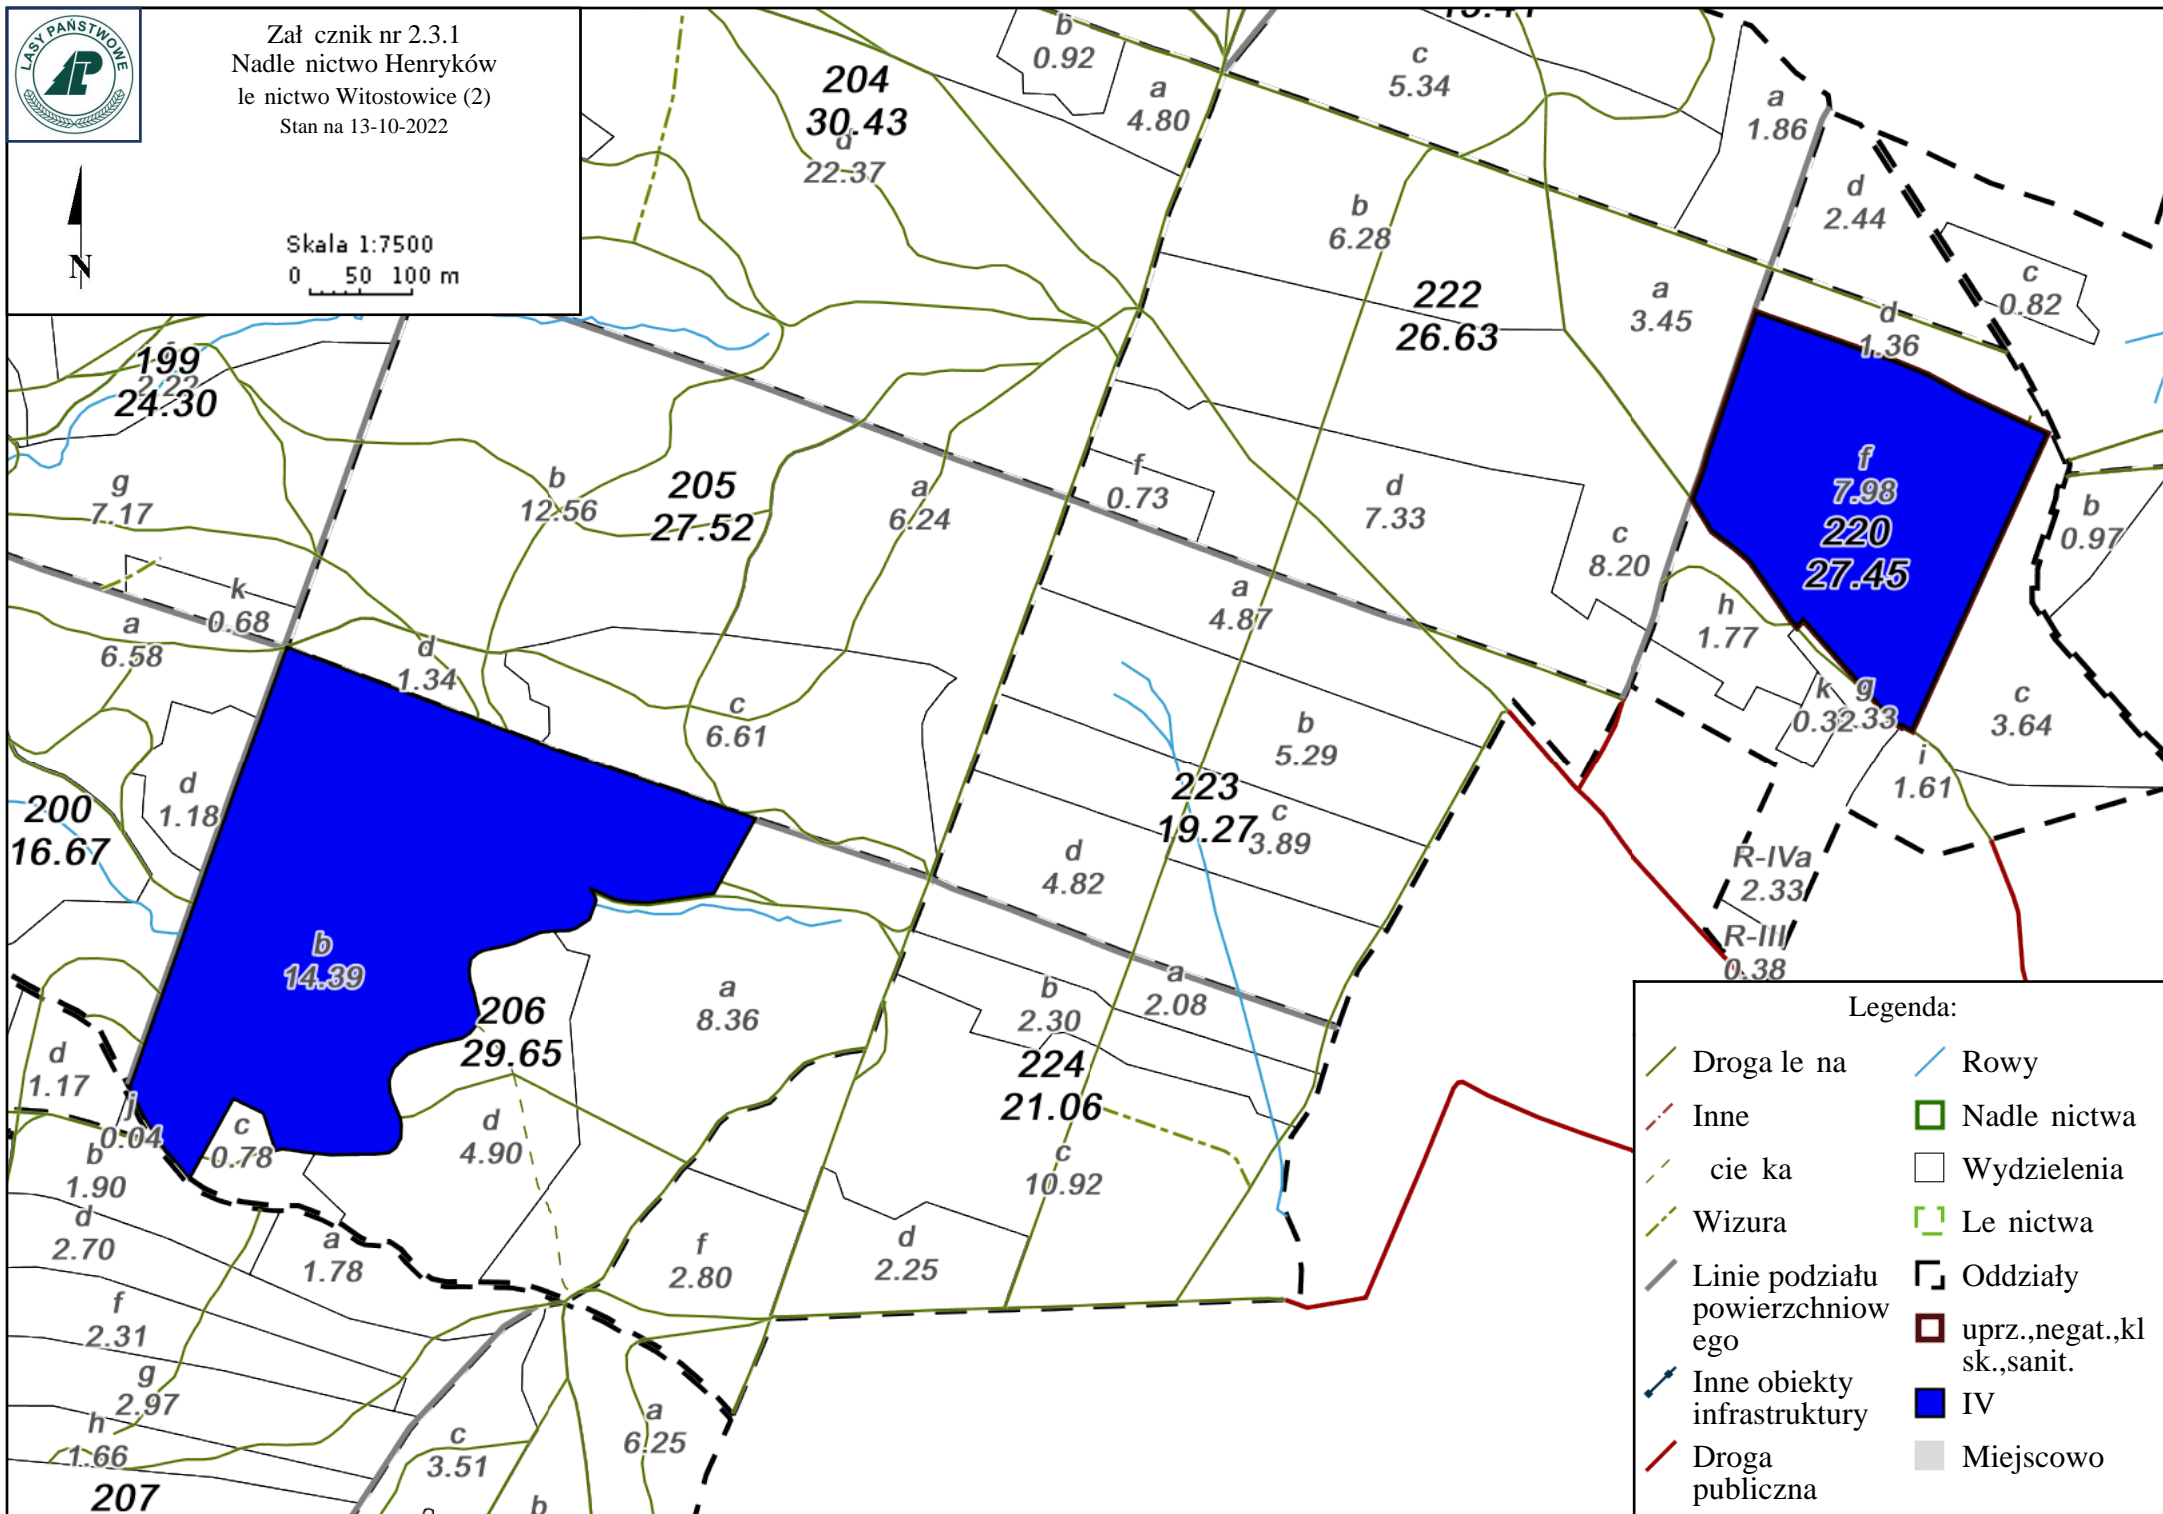 LASY PAŃSTWOWE
Zał cznik nr 2.3.1
Nadle nictwo Henryków
le nictwo Witostowice (2)
Stan na 13-10-2022
N
Skala 1:7500
0 50 100 m
b
0.92
a
4.80
204
30.43
d
22.37
c
5.34
a
1.86
d
2.44
c
0.82
b
6.28
222
26.63
a
3.45
d
1.36
199
2.22
24.30
g
7.17
b
12.56
205
27.52
a
6.24
f
0.73
d
7.33
c
8.20
f
7.98
220
27.45
b
0.97
k
0.68
a
6.58
d
1.34
c
6.61
a
4.87
h
1.77
k
0.32
g
2.33
c
3.64
i
1.61
b
5.29
223
19.27
c
3.89
d
4.82
d
1.18
200
16.67
R-IVa
2.33
R-III
0.38
b
14.39
206
29.65
a
8.36
b
2.30
a
2.08
224
21.06
d
1.17
j
0.04
c
0.78
d
4.90
b
1.90
d
2.70
a
1.78
c
10.92
f
2.80
d
2.25
f
2.31
g
2.97
h
1.66
207
c
3.51
a
6.25
b
Legenda:
Droga le na
Inne
cie ka
Wizura
Linie podziału
powierzchniow
ego
Inne obiekty
infrastruktury
Droga
publiczna
Rowy
Nadle nictwa
Wydzielenia
Le nictwa
Oddziały
uprz.,negat.,kl
sk.,sanit.
IV
Miejscowo